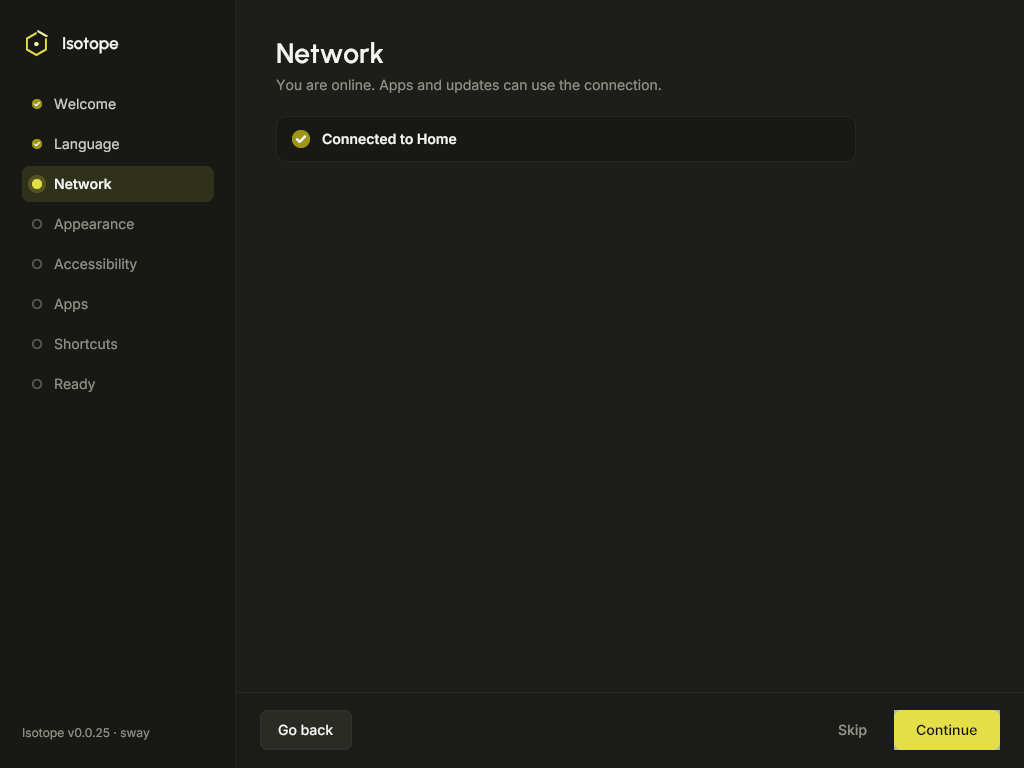 Isotope
Welcome
Language
Network
Appearance
Accessibility
Apps
Shortcuts
Ready
Isotope v0.0.25 · sway
Network
You are online. Apps and updates can use the connection.
Connected to Home
Go back
Skip
Continue